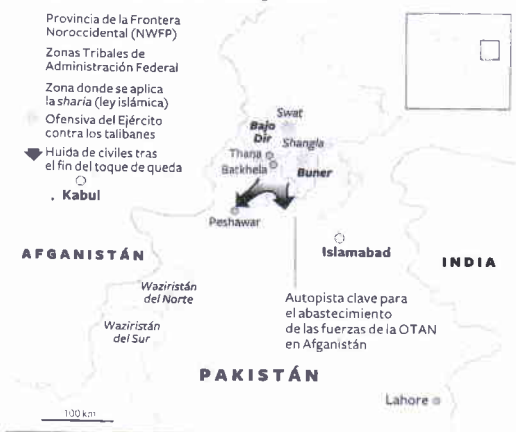 Provincia de la Frontera
Noroccidental (NWFP)
Zonas Tribales de
Administración Federal
Zona donde se aplica
la sharia (ley islámica)
Ofensiva del Ejército
contra los talibanes
Huida de civiles tras
el fin del toque de queda
Kabul
Swat
Bajo
Dir
Shangla
Thana
Batkhela
Buner
Peshawar
Islamabad
AFGANISTÁN
INDIA
Waziristán
del Norte
Waziristán
del Sur
Autopista clave para
el abastecimiento
de las fuerzas de la OTAN
en Afganistán
PAKISTÁN
Lahore
100 km